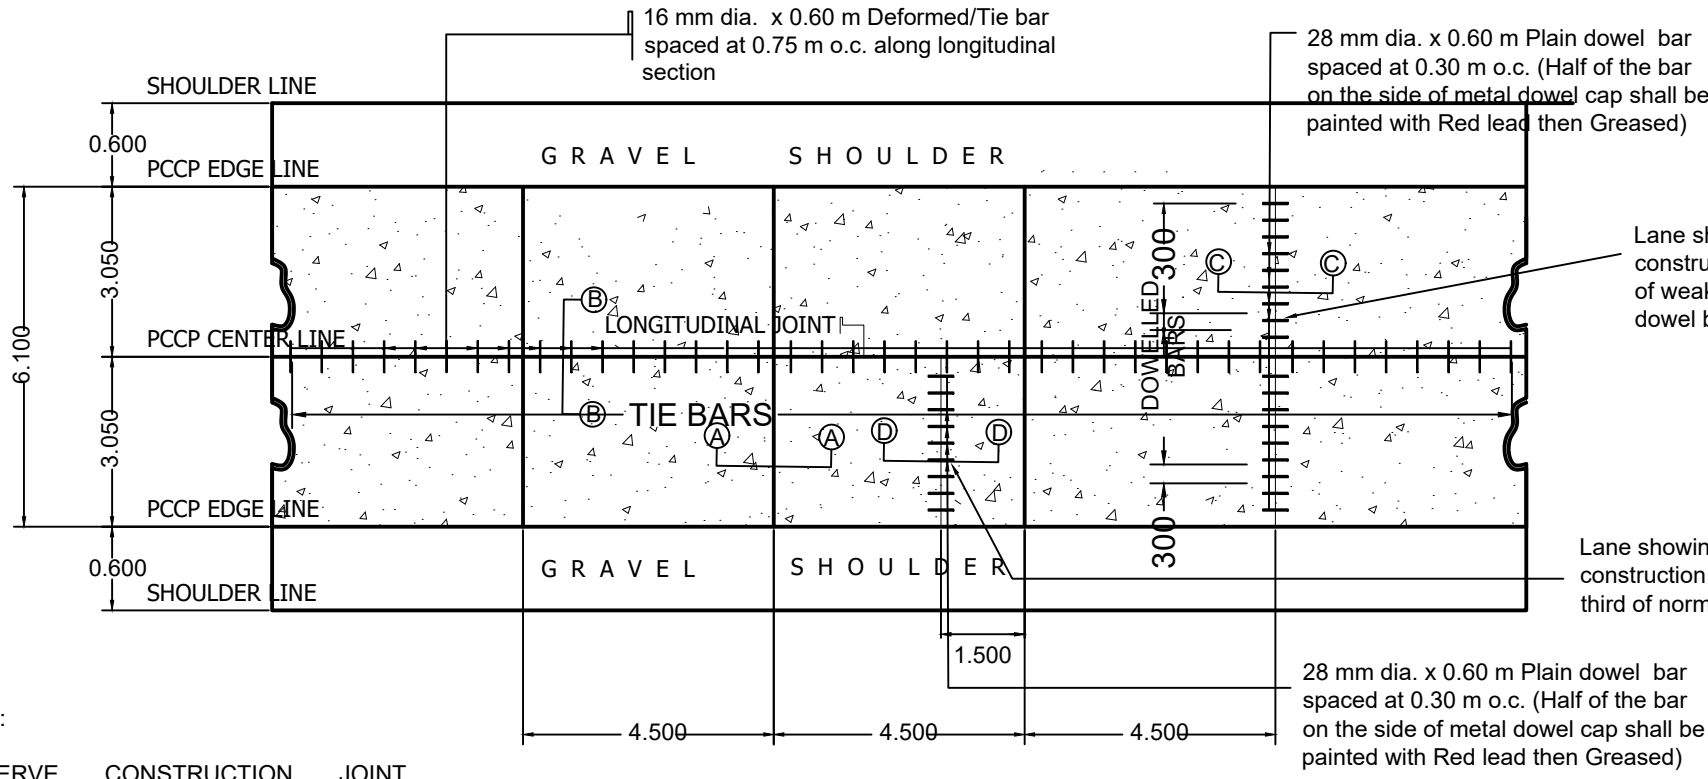 16 mm dia. x 0.60 m Deformed/Tie bar
spaced at 0.75 m o.c. along longitudinal
section
28 mm dia. x 0.60 m Plain dowel bar
spaced at 0.30 m o.c. (Half of the bar
on the side of metal dowel cap shall be
painted with Red lead then Greased)
SHOULDER LINE
0.600
GRAVEL SHOULDER
PCCP EDGE LINE
3.050
300
C C
Lane
of
dowel
B
DOWELLED
BARS
LONGITUDINAL JOINT
PCCP CENTER LINE
6.100
3.050
B
TIE BARS
A A
D D
PCCP EDGE LINE
300
0.600
GRAVEL SHOULDER
SHOULDER LINE
Lane
construction
third of
1.500
28 mm dia. x 0.60 m Plain dowel bar
spaced at 0.30 m o.c. (Half of the bar
on the side of metal dowel cap shall be
painted with Red lead then Greased)
:
4.500 4.500 4.500
CONSTRUCTION JOINT